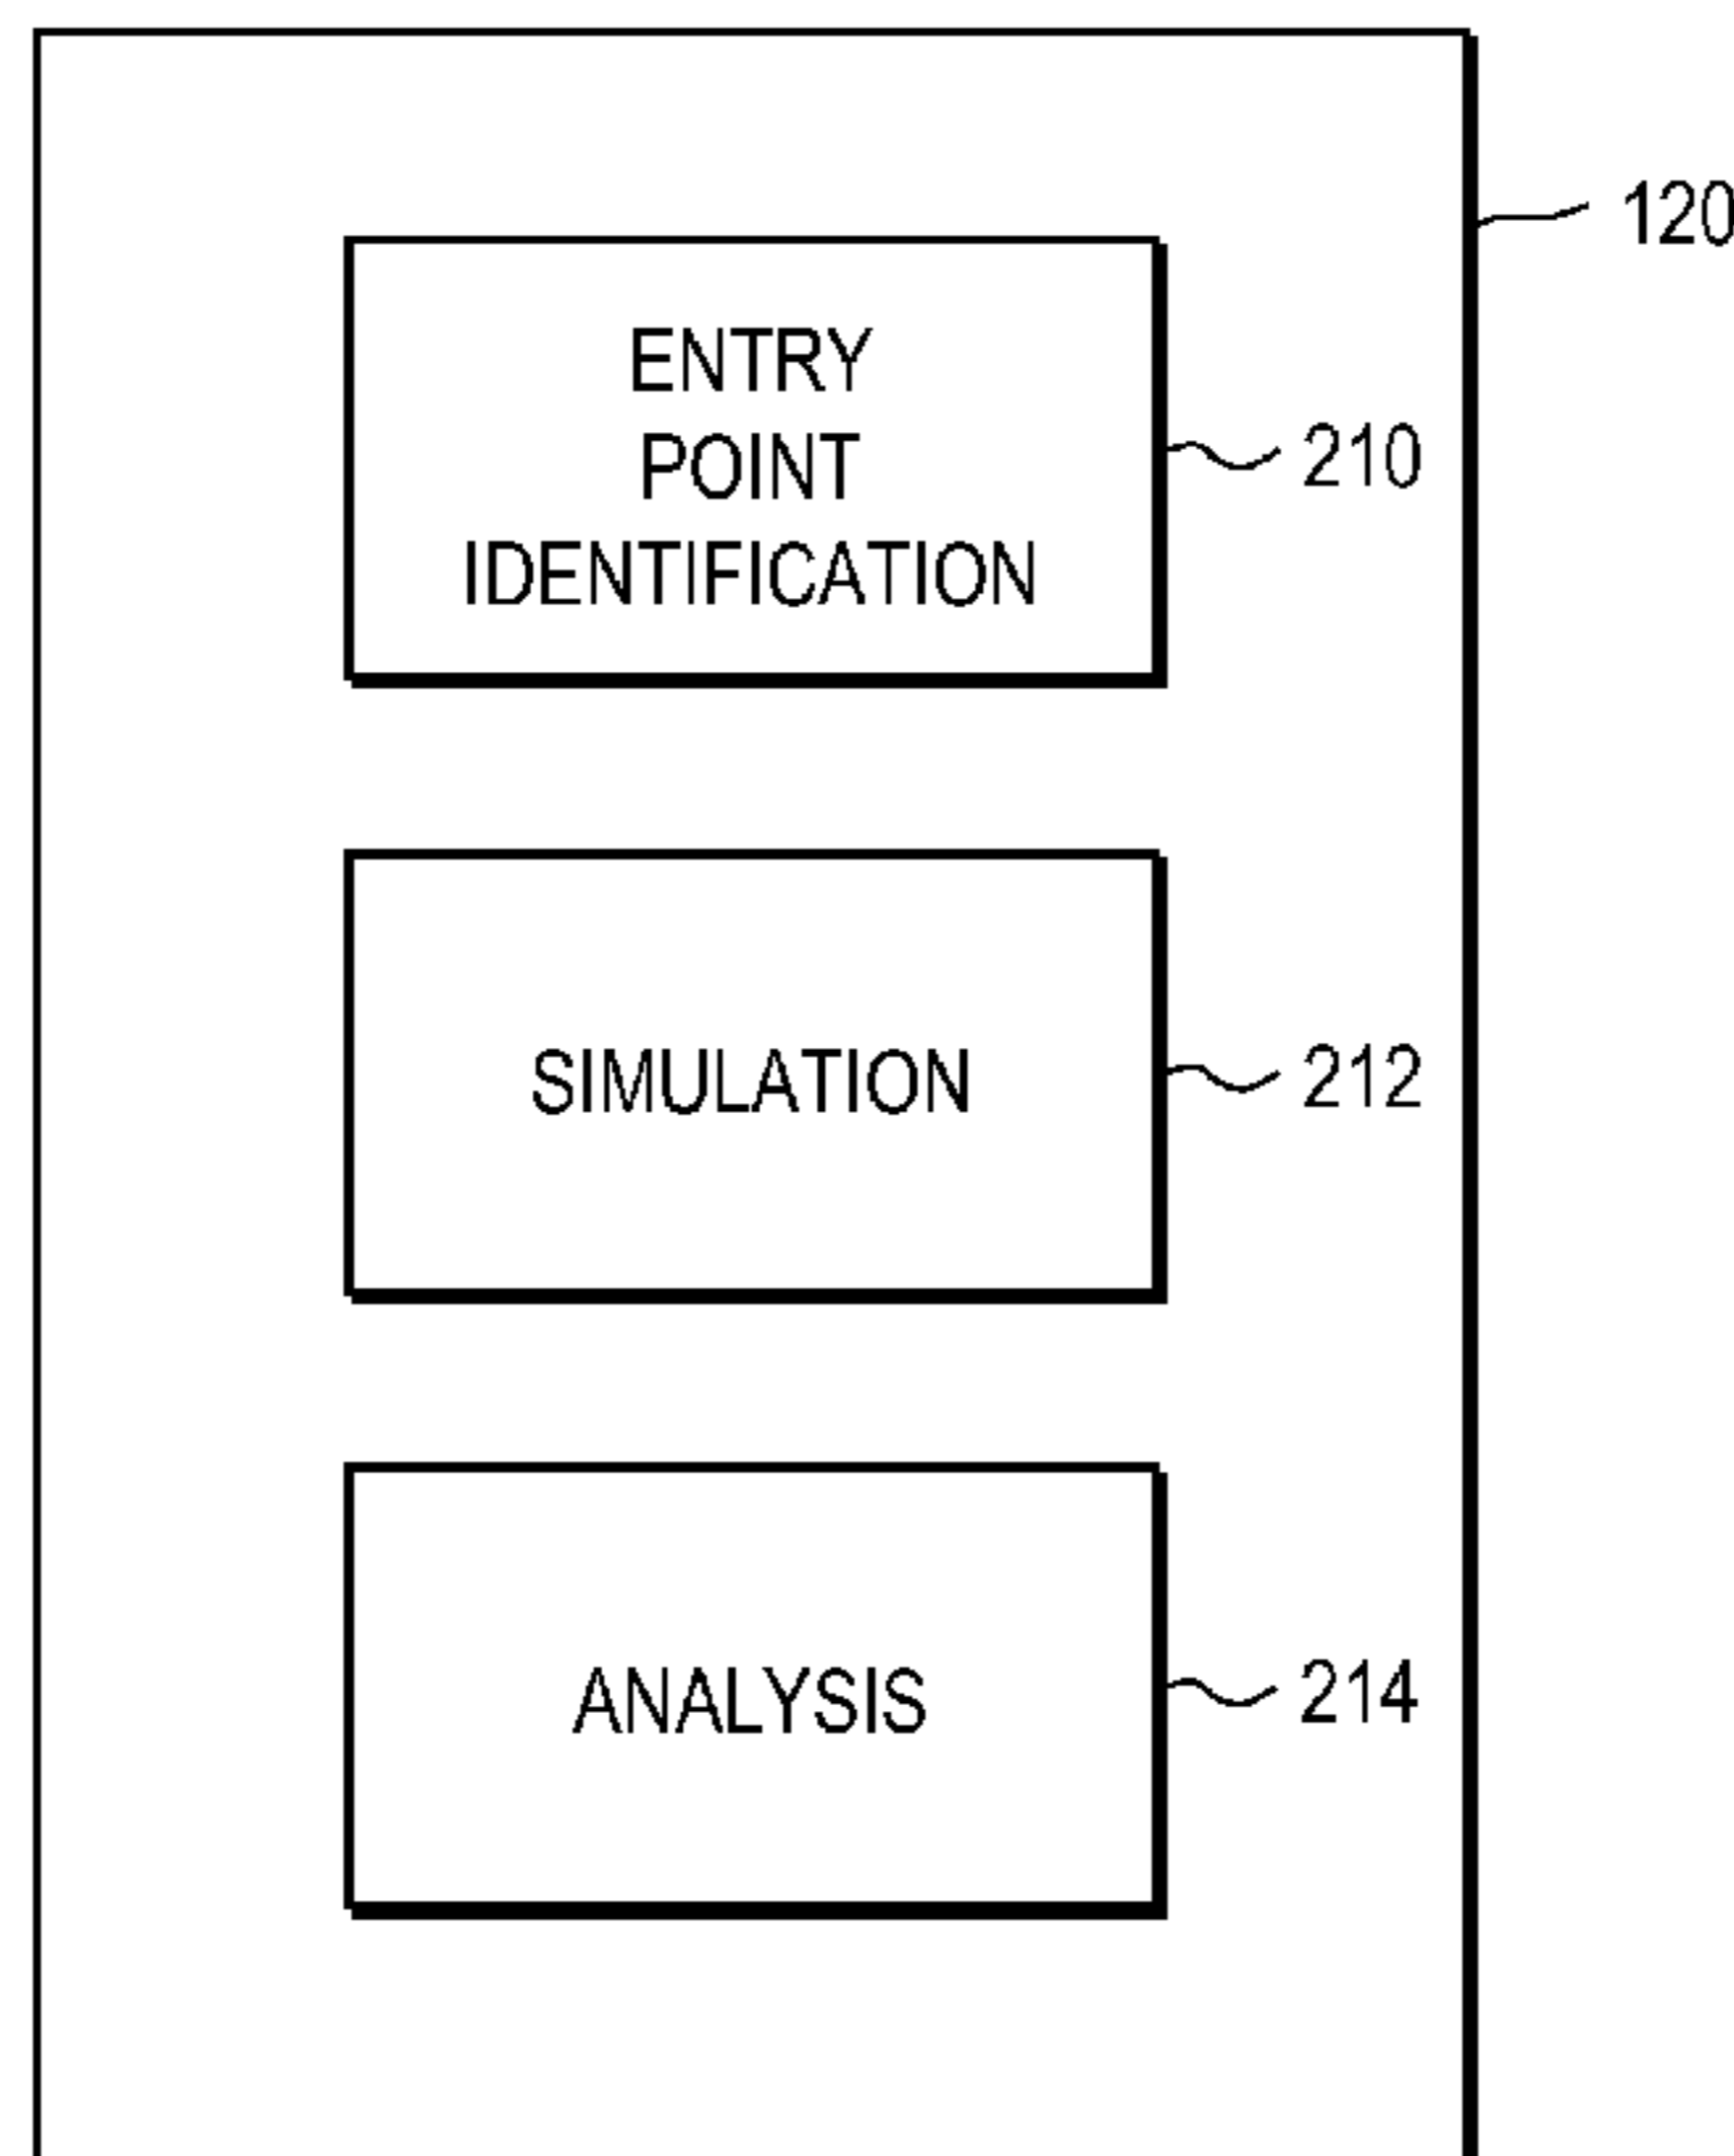 120
ENTRY
POINT
IDENTIFICATION
210
SIMULATION
212
ANALYSIS
214